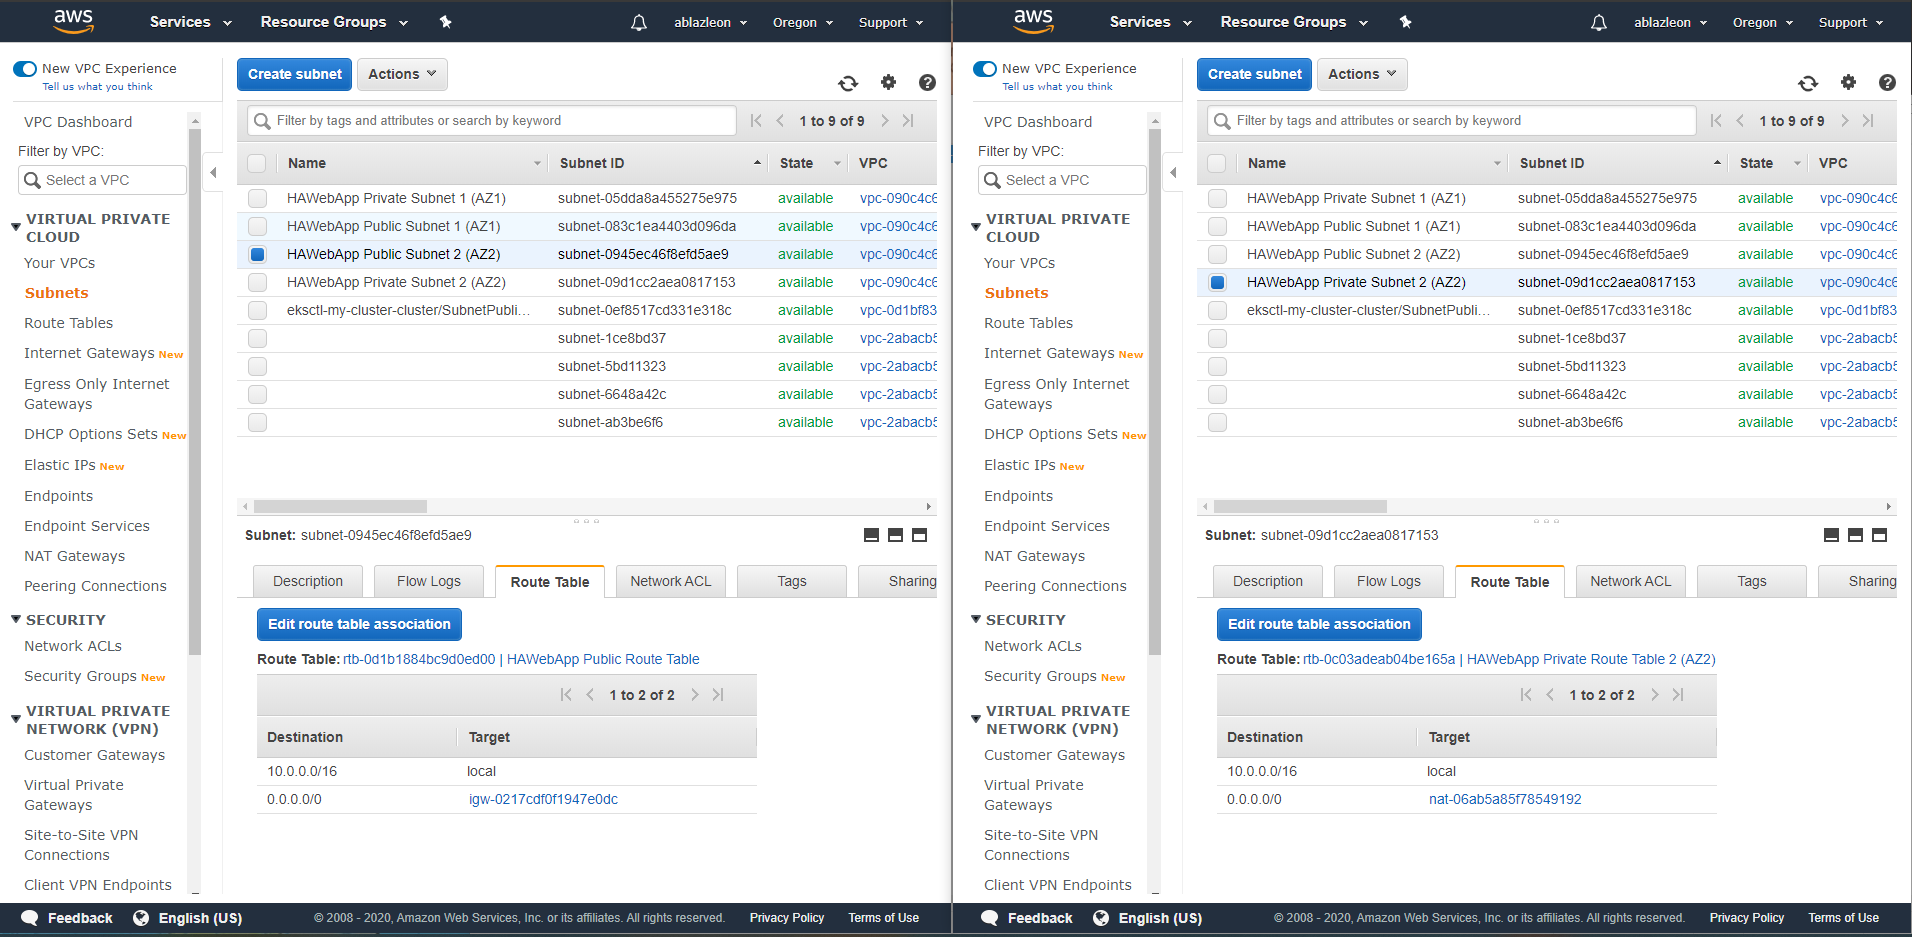 aws Services Resource Groups ablazleon Oregon Support
New VPC Experience
Tell us what you think
VPC Dashboard
Filter by VPC:
Select a VPC
VIRTUAL PRIVATE
CLOUD
Your VPCs
Subnets
Route Tables
Internet Gateways New
Egress Only Internet
Gateways
DHCP Options Sets New
Elastic IPs New
Endpoints
Endpoint Services
NAT Gateways
Peering Connections
SECURITY
Network ACLs
Security Groups New
VIRTUAL PRIVATE
NETWORK (VPN)
Customer Gateways
Virtual Private
Gateways
Site-to-Site VPN
Connections
Client VPN Endpoints
Create subnet Actions
Filter by tags and attributes or search by keyword 1 to 9 of 9
Name Subnet ID State VPC
HAWebApp Private Subnet 1 (AZ1) subnet-05dda8a455275e975 available vpc-090c4c6
HAWebApp Public Subnet 1 (AZ1) subnet-083c1ea4403d096da available vpc-090c4c6
HAWebApp Public Subnet 2 (AZ2) subnet-0945ec46f8efd5ae9 available vpc-090c4c6
HAWebApp Private Subnet 2 (AZ2) subnet-09d1cc2aea0817153 available vpc-090c4c6
eksctl-my-cluster-cluster/SubnetPubli... subnet-0ef8517cd331e318c available vpc-0d1bf83
subnet-1ce8bd37 available vpc-2abacb5
subnet-5bd11323 available vpc-2abacb5
subnet-6648a42c available vpc-2abacb5
subnet-ab3be6f6 available vpc-2abacb5
Subnet: subnet-0945ec46f8efd5ae9
Description Flow Logs Route Table Network ACL Tags Sharing
Edit route table association
Route Table: rtb-0d1b1884bc9d0ed00 | HAWebApp Public Route Table
1 to 2 of 2
Destination Target
10.0.0.0/16 local
0.0.0.0/0 igw-0217cdf0f1947e0dc
Feedback English (US) © 2008 - 2020, Amazon Web Services, Inc. or its affiliates. All rights reserved. Privacy Policy Terms of Use
aws Services Resource Groups ablazleon Oregon Support
New VPC Experience
Tell us what you think
VPC Dashboard
Filter by VPC:
Select a VPC
VIRTUAL PRIVATE
CLOUD
Your VPCs
Subnets
Route Tables
Internet Gateways New
Egress Only Internet
Gateways
DHCP Options Sets New
Elastic IPs New
Endpoints
Endpoint Services
NAT Gateways
Peering Connections
SECURITY
Network ACLs
Security Groups New
VIRTUAL PRIVATE
NETWORK (VPN)
Customer Gateways
Virtual Private
Gateways
Site-to-Site VPN
Connections
Client VPN Endpoints
Create subnet Actions
Filter by tags and attributes or search by keyword 1 to 9 of 9
Name Subnet ID State VPC
HAWebApp Private Subnet 1 (AZ1) subnet-05dda8a455275e975 available vpc-090c4c6
HAWebApp Public Subnet 1 (AZ1) subnet-083c1ea4403d096da available vpc-090c4c6
HAWebApp Public Subnet 2 (AZ2) subnet-0945ec46f8efd5ae9 available vpc-090c4c6
HAWebApp Private Subnet 2 (AZ2) subnet-09d1cc2aea0817153 available vpc-090c4c6
eksctl-my-cluster-cluster/SubnetPubli... subnet-0ef8517cd331e318c available vpc-0d1bf83
subnet-1ce8bd37 available vpc-2abacb5
subnet-5bd11323 available vpc-2abacb5
subnet-6648a42c available vpc-2abacb5
subnet-ab3be6f6 available vpc-2abacb5
Subnet: subnet-09d1cc2aea0817153
Description Flow Logs Route Table Network ACL Tags Sharing
Edit route table association
Route Table: rtb-0c03adeab04be165a | HAWebApp Private Route Table 2 (AZ2)
1 to 2 of 2
Destination Target
10.0.0.0/16 local
0.0.0.0/0 nat-06ab5a85f78549192
Feedback English (US) © 2008 - 2020, Amazon Web Services, Inc. or its affiliates. All rights reserved. Privacy Policy Terms of Use